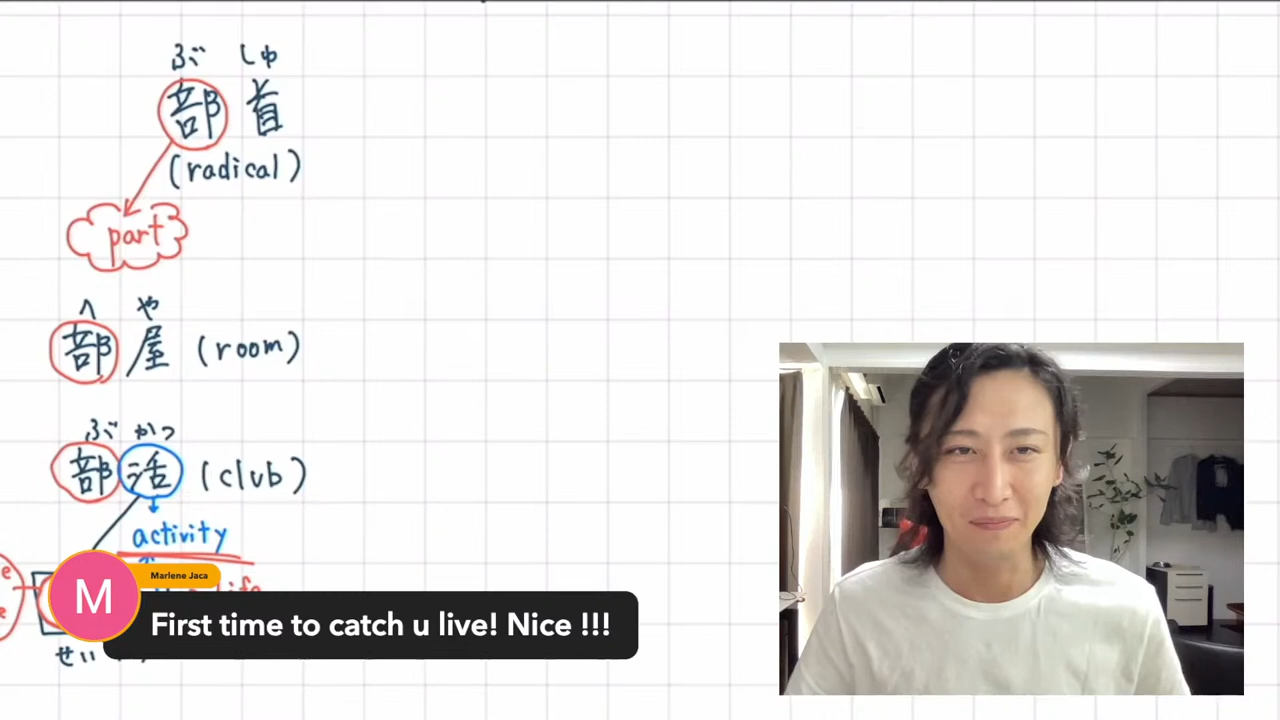 ぶ しゅ
部首
(radical)
part
へ や
部屋 (room)
ぶ かつ
部活 (club)
activity
Marlene Jaca
M
First time to catch u live! Nice !!!
せい